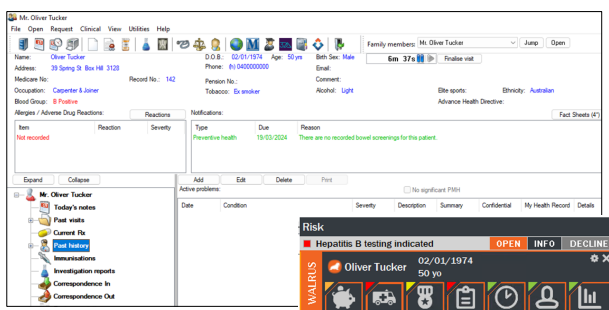 Mr. Oliver Tucker
File Open Request Clinical View Utilities Help
Family members: Mr. Oliver Tucker Jump Open
Name: Oliver Tucker D.O.B.: 02/01/1974 Age: 50 yrs Birth Sex: Male 6m 37s Finalise visit
Address: 39 Spring St Box Hill 3128 Phone: (h) 0400000000 Email:
Medicare No: Record No.: 142 Pension No.: Comment:
Occupation: Carpenter & Joiner Tobacco: Ex smoker Alcohol: Light Elite sports: Ethnicity: Australian
Blood Group: B Positive Advance Health Directive:
Allergies / Adverse Drug Reactions: Reactions Notifications: Fact Sheets (4*)
Item Reaction Severity Type Due Reason
Not recorded Preventive health 19/03/2024 There are no recorded bowel screenings for this patient.
Expand Collapse Add Edit Delete Print
Active problems: No significant PMH
Mr. Oliver Tucker Date Condition Severity Description Summary Confidential My Health Record Details
Today's notes
Past visits
Current Rx
Past history
Immunisations
Investigation reports
Correspondence In
Correspondence Out
Risk
Hepatitis B testing indicated OPEN INFO DECLINE
WALRUS
Oliver Tucker 02/01/1974
50 yo